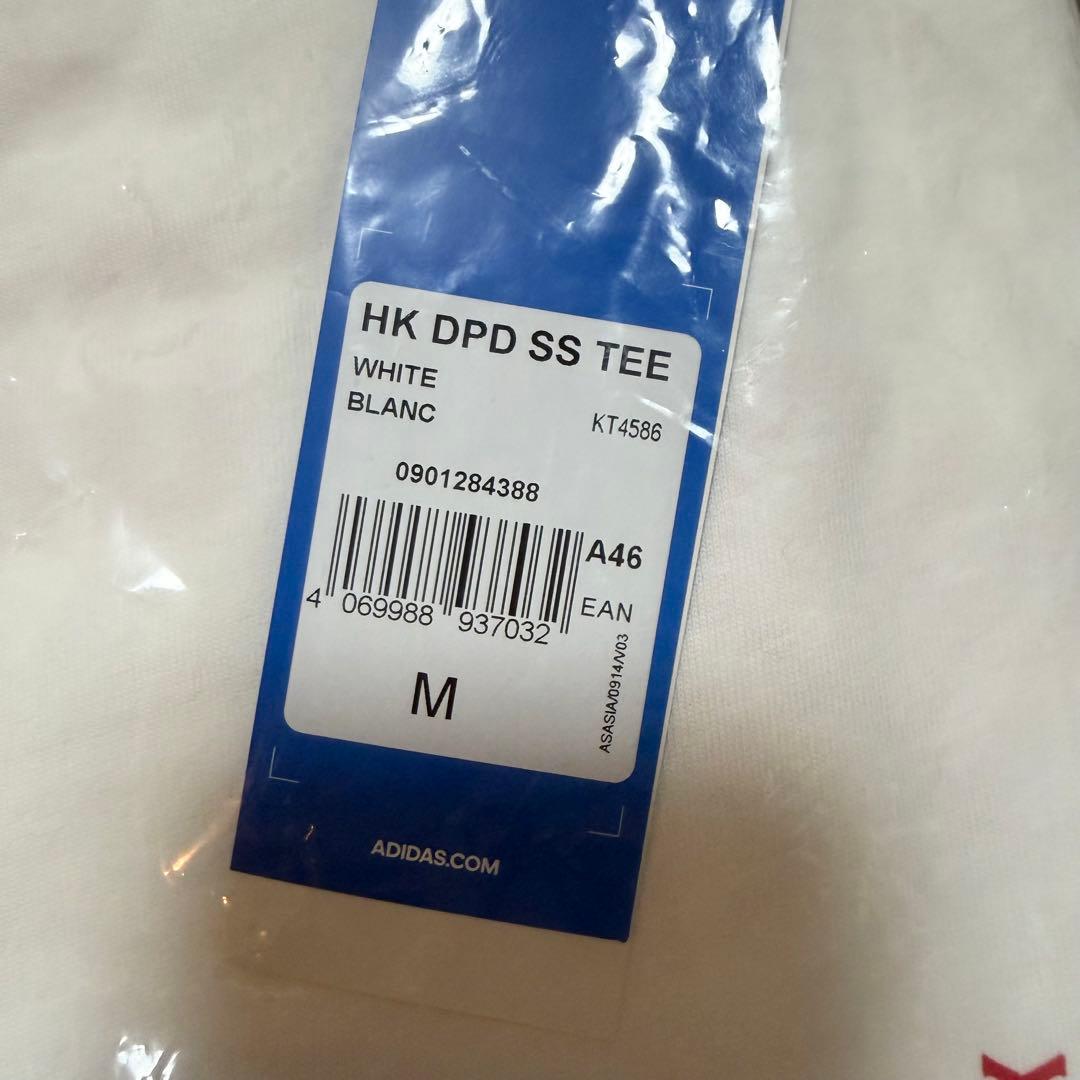 HK DPD SS TEE
WHITE
BLANC
KT4586
0901284388
A46
4 069988 937032
EAN
M
ASASIA/0914/V03
ADIDAS.COM